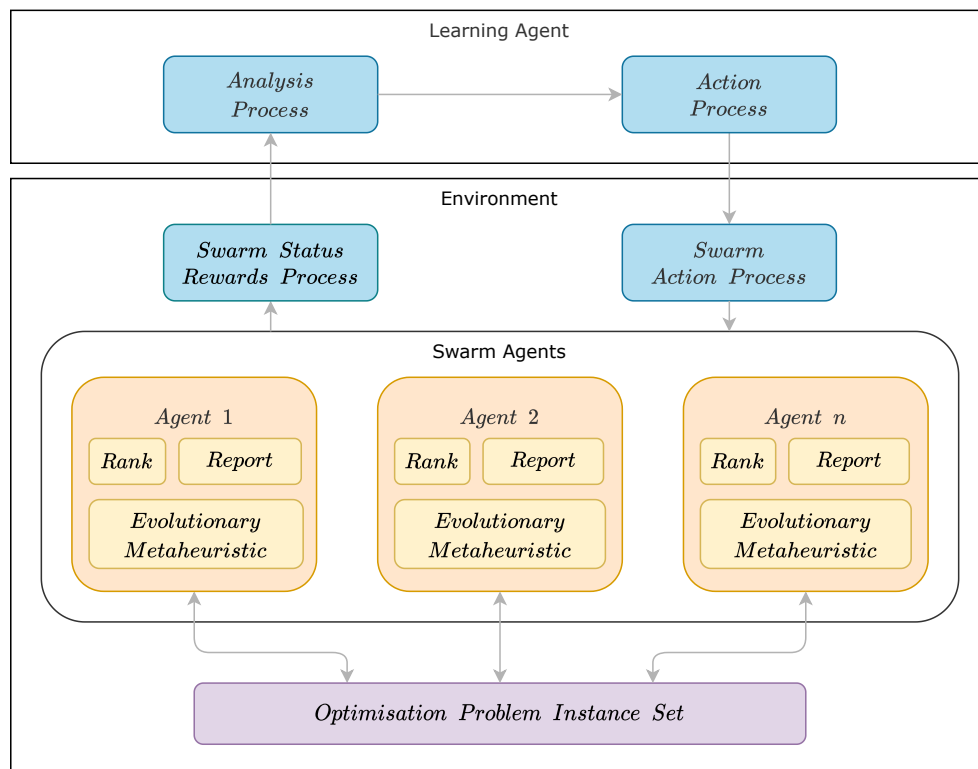 Learning Agent
Analysis
Process
Action
Process
Environment
Swarm Status
Rewards Process
Swarm
Action Process
Swarm Agents
Agent 1
Rank
Report
Evolutionary
Metaheuristic
Agent 2
Rank
Report
Evolutionary
Metaheuristic
Agent n
Rank
Report
Evolutionary
Metaheuristic
Optimisation Problem Instance Set